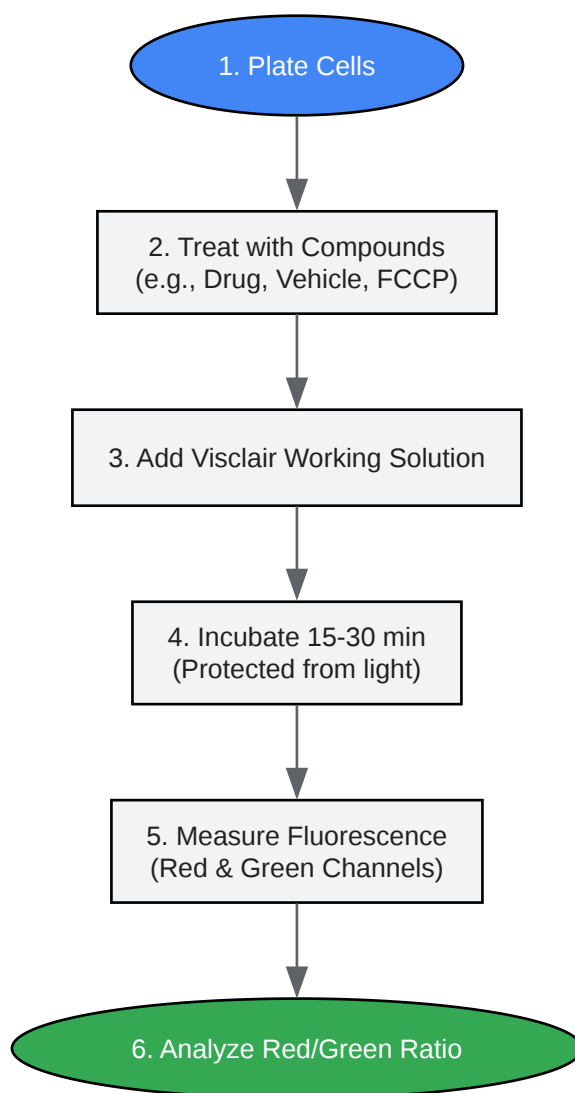 1. Plate Cells
2. Treat with Compounds
(e.g., Drug, Vehicle, FCCP)
3. Add Visclair Working Solution
4. Incubate 15-30 min
(Protected from light)
5. Measure Fluorescence
(Red & Green Channels)
6. Analyze Red/Green Ratio